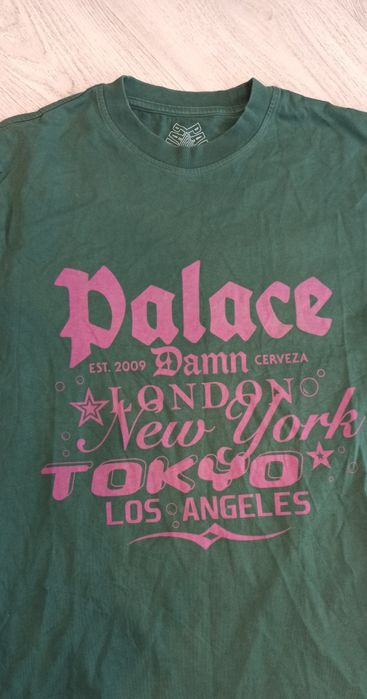 Palace
EST. 2009 Damn CERVEZA
LONDON
New York
TOKYO
LOS ANGELES